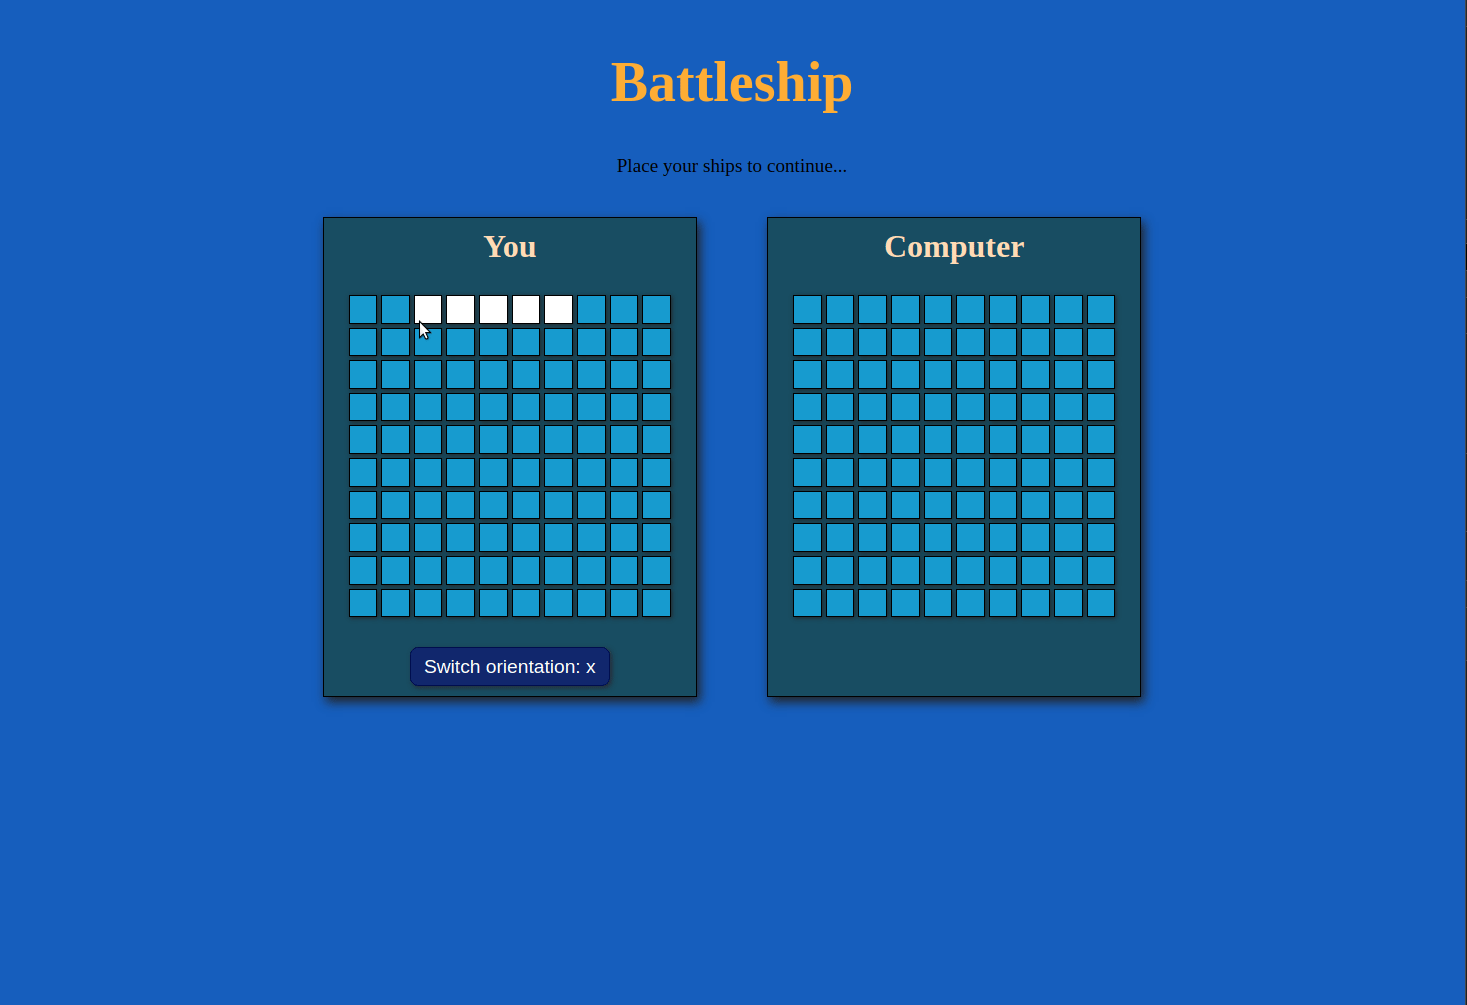 Battleship
Place your ships to continue...
You
Computer
Switch orientation: x